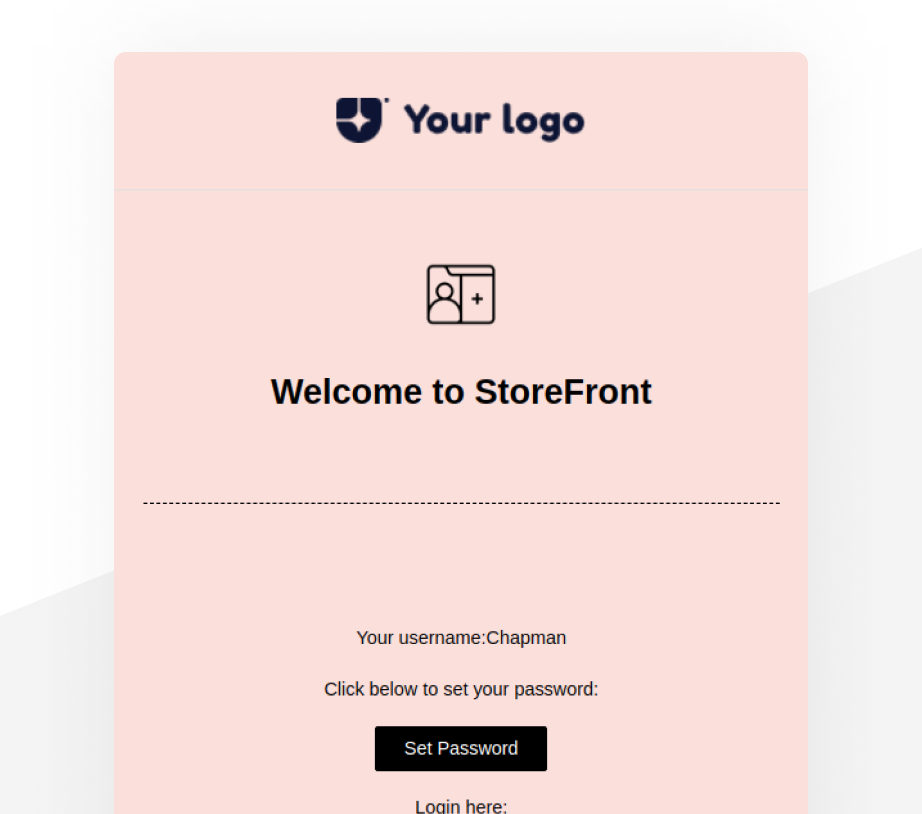 Your logo
Welcome to StoreFront
Your username:Chapman
Click below to set your password:
Set Password
Login here: